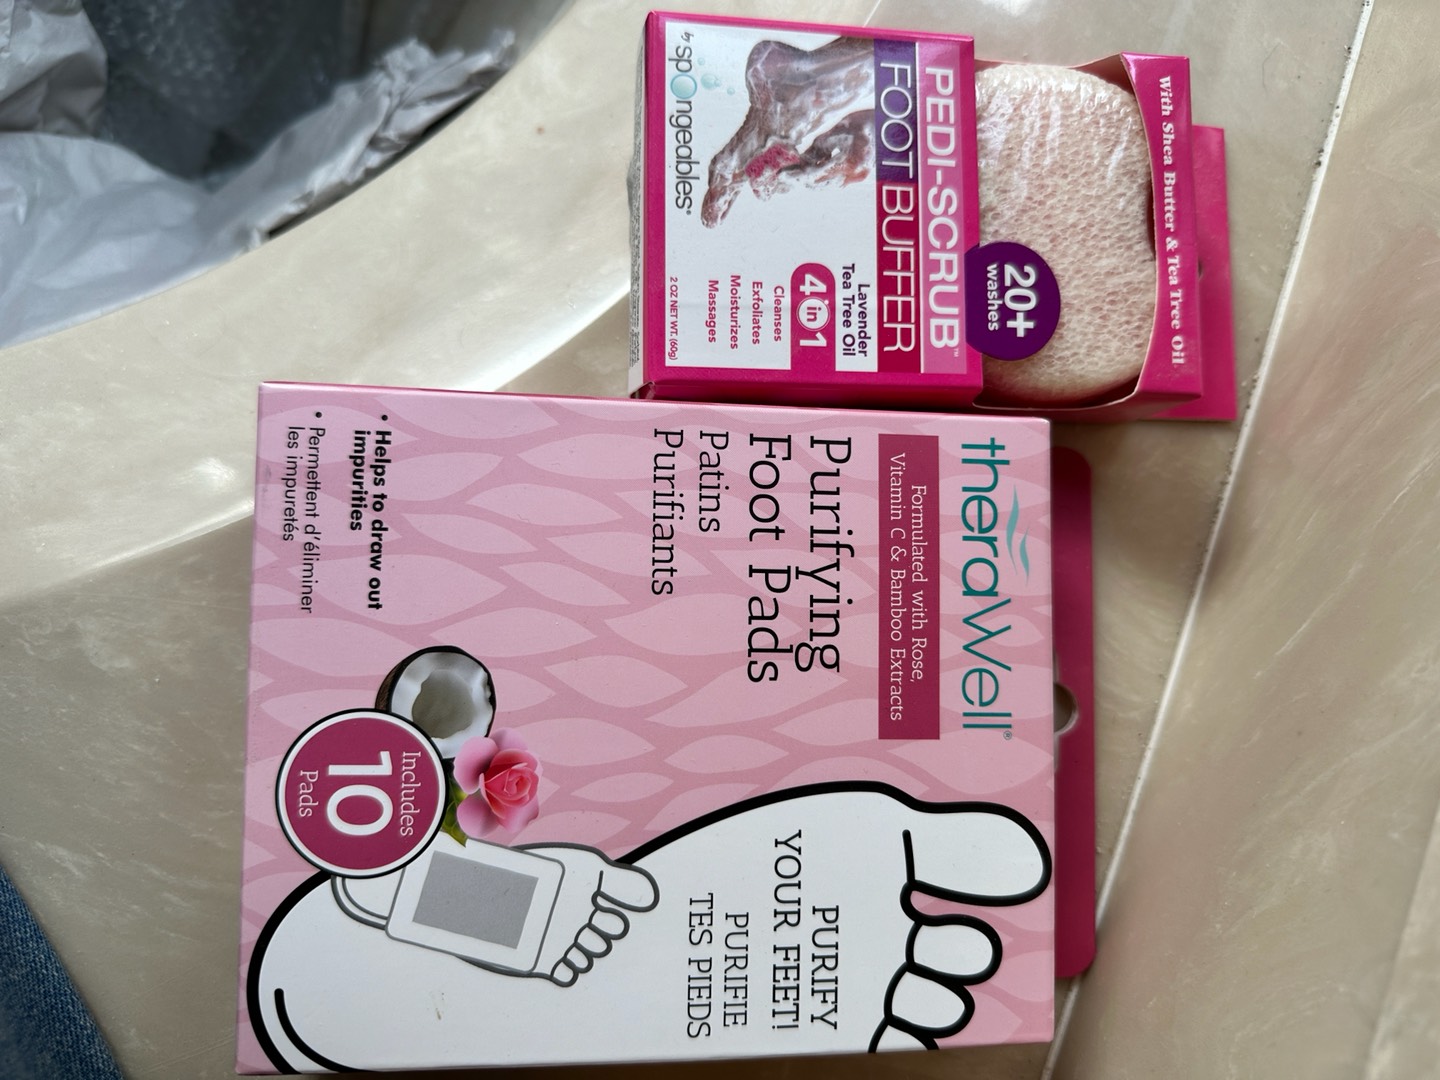 With Shea Butter & Tea Tree Oil
20+
washes
PEDI-SCRUB™
FOOT BUFFER
Lavender
Tea Tree Oil
4 in 1
Cleanses
Exfoliates
Moisturizes
Massages
by spongeables®
2 OZ NET WT. (60g)
theraWell®
Formulated with Rose,
Vitamin C & Bamboo Extracts
Purifying
Foot Pads
Patins
Purifiants
• Helps to draw out
impurities
• Permettent d'éliminer
les impuretés
Includes
10
Pads
PURIFY
YOUR FEET!
PURIFIE
TES PIEDS